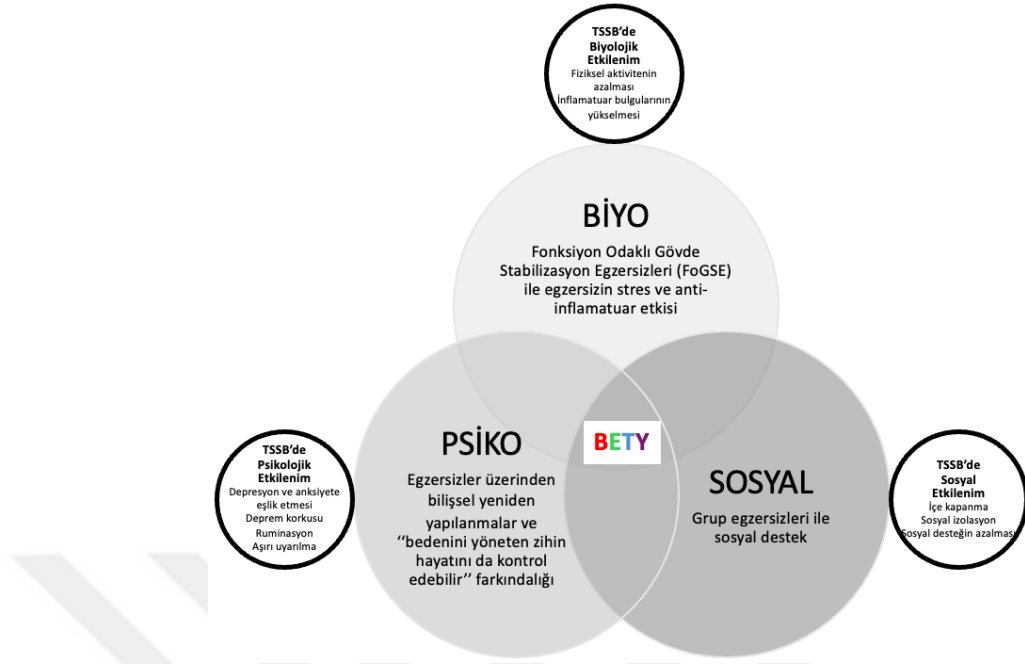 TSSB'de
Biyolojik
Etkilenim
Fiziksel aktivitenin
azalması
İnflamatuar bulgularının
yükselmesi
BİYO
Fonksiyon Odaklı Gövde
Stabilizasyon Egzersizleri (FoGSE)
ile egzersizin stres ve anti-
inflamatuar etkisi
BETY
PSİKO
Egzersizler üzerinden
bilişsel yeniden
yapılanmalar ve
‘‘bedenini yöneten zihin
hayatını da kontrol
edebilir’’ farkındalığı
SOSYAL
Grup egzersizleri ile
sosyal destek
TSSB'de
Psikolojik
Etkilenim
Depresyon ve anksiyete
eşlik etmesi
Deprem korkusu
Ruminasyon
Aşırı uyarılma
TSSB'de
Sosyal
Etkilenim
İçe kapanma
Sosyal izolasyon
Sosyal desteğin azalması